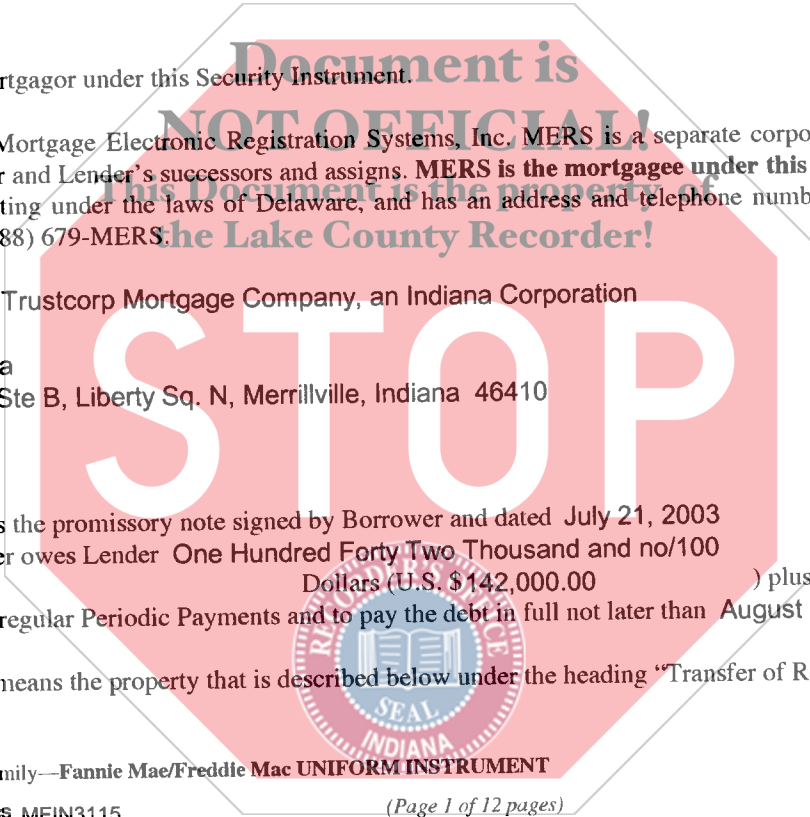 Document is
rtgagor under this Security Instrument.
NOT OFFICIAL!
Mortgage Electronic Registration Systems, Inc. MERS is a separate corpo
r and Lender's successors and assigns. MERS is the mortgagee under this
This Document is the property of
ting under the laws of Delaware, and has an address and telephone numb
88) 679-MERS.
the Lake County Recorder!
Trustcorp Mortgage Company, an Indiana Corporation
STOP
a
Ste B, Liberty Sq. N, Merrillville, Indiana 46410
s the promissory note signed by Borrower and dated July 21, 2003
er owes Lender One Hundred Forty Two Thousand and no/100
Dollars (U.S. $142,000.00 ) plus
regular Periodic Payments and to pay the debt in full not later than August
means the property that is described below under the heading “Transfer of R
RECORDER'S OFFICE
SEAL
INDIANA
mily—Fannie Mae/Freddie Mac UNIFORM INSTRUMENT
S MFIN3115 (Page 1 of 12 pages)